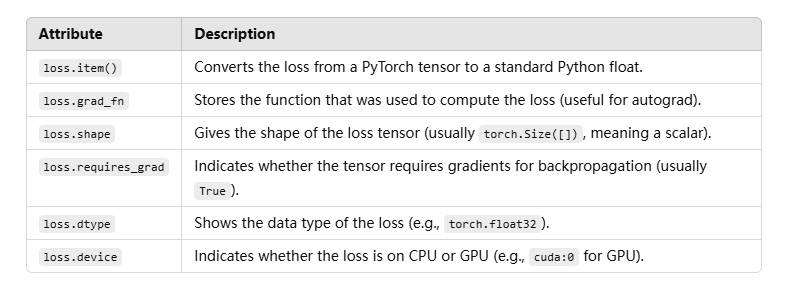 Attribute Description
loss.item() Converts the loss from a PyTorch tensor to a standard Python float.
loss.grad_fn Stores the function that was used to compute the loss (useful for autograd).
loss.shape Gives the shape of the loss tensor (usually torch.Size([]), meaning a scalar).
loss.requires_grad Indicates whether the tensor requires gradients for backpropagation (usually
True).
loss.dtype Shows the data type of the loss (e.g., torch.float32).
loss.device Indicates whether the loss is on CPU or GPU (e.g., cuda:0 for GPU).